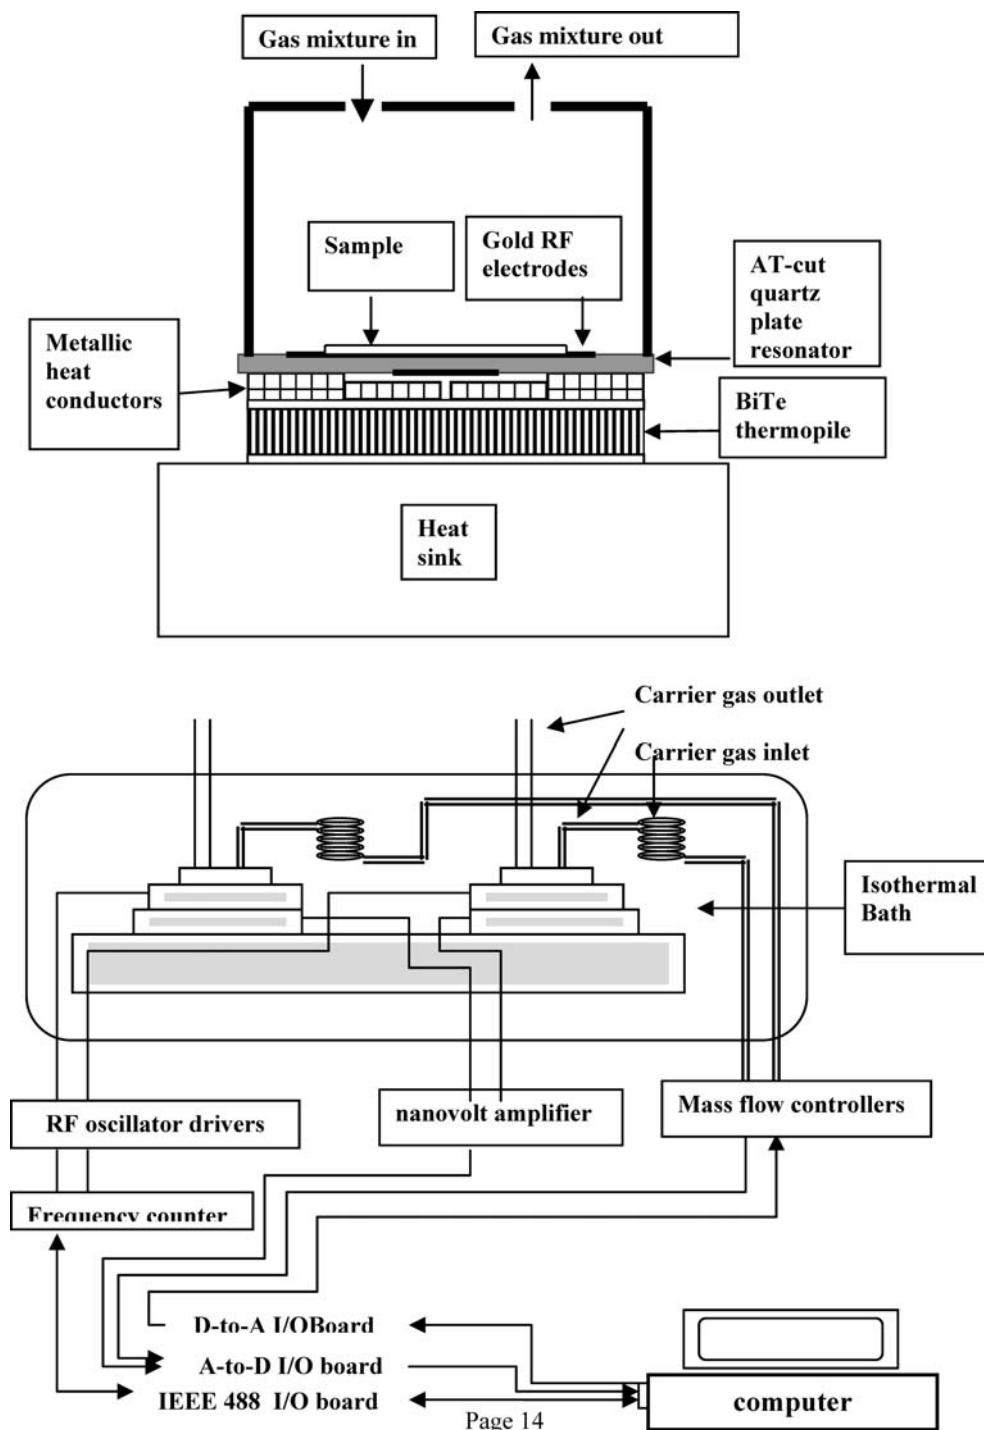 Gas mixture in
Gas mixture out
Sample
Gold RF
electrodes
AT-cut
quartz
plate
resonator
Metallic
heat
conductors
BiTe
thermopile
Heat
sink
Carrier gas outlet
Carrier gas inlet
Isothermal
Bath
RF oscillator drivers
nanovolt amplifier
Mass flow controllers
Frequency counter
D-to-A I/OBoard
A-to-D I/O board
IEEE 488 I/O board
computer
Page 14